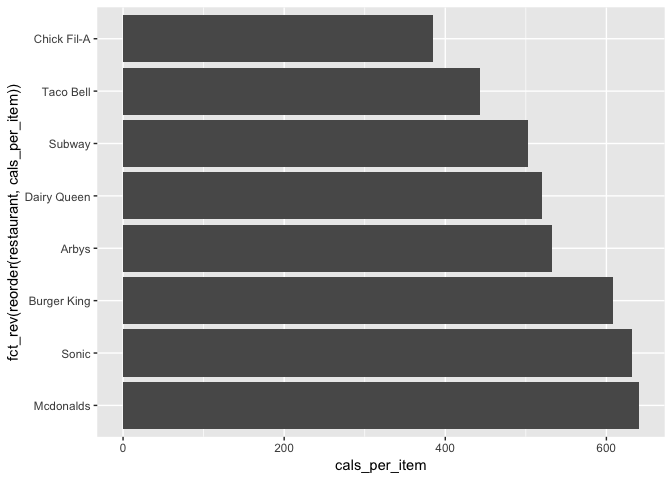 Chick Fil-A
Taco Bell
Subway
Dairy Queen
Arbys
Burger King
Sonic
Mcdonalds
fct_rev(reorder(restaurant, cals_per_item))
0 200 400 600
cals_per_item